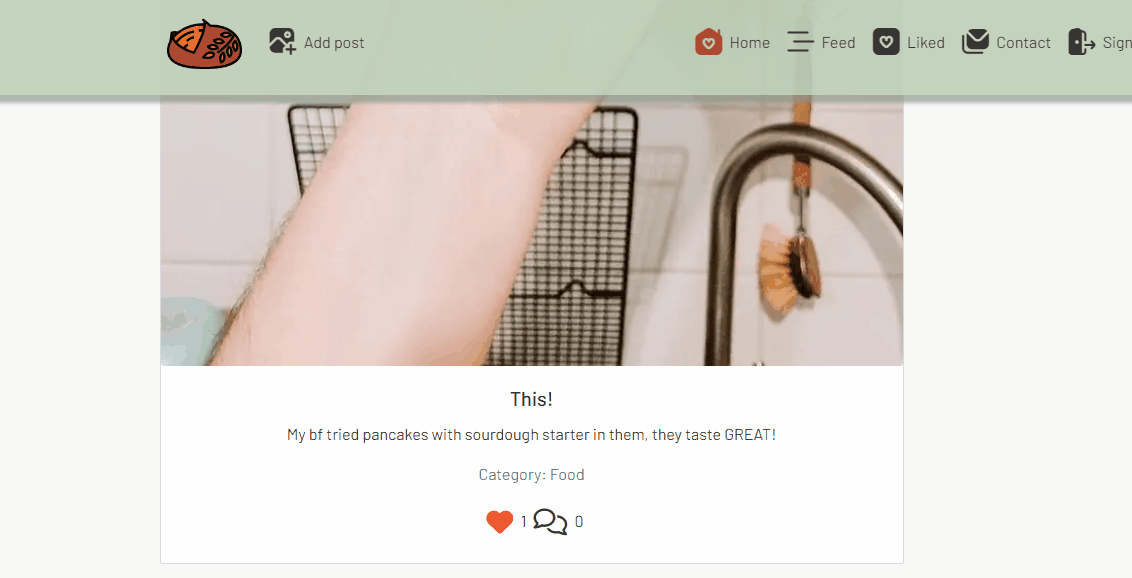 Add post
Home
Feed
Liked
Contact
Sign
This!
My bf tried pancakes with sourdough starter in them, they taste GREAT!
Category: Food
1
0